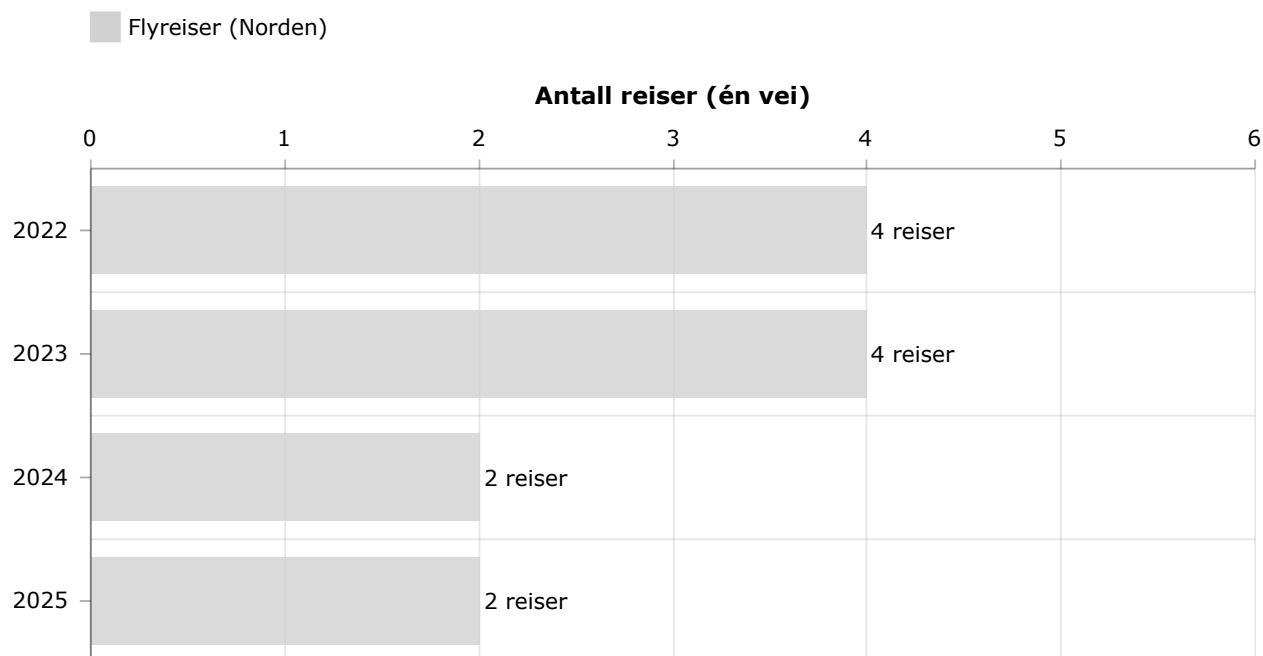 Flyreiser (Norden)
Antall reiser (én vei)
0 1 2 3 4 5 6
2022 4 reiser
2023 4 reiser
2024 2 reiser
2025 2 reiser